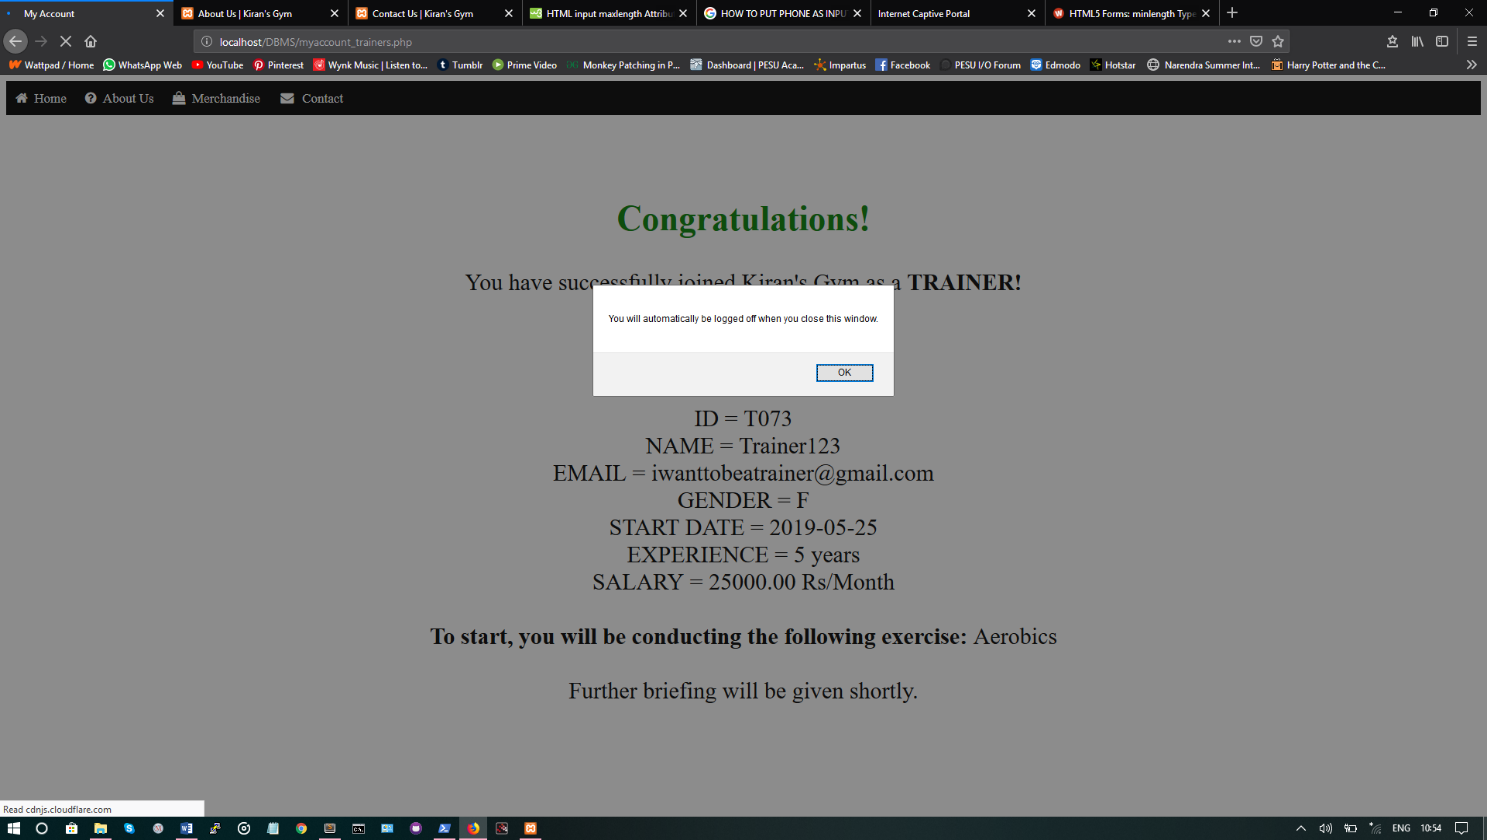 My Account
About Us | Kiran's Gym
Contact Us | Kiran's Gym
HTML input maxlength Attribu
HOW TO PUT PHONE AS INPU
Internet Captive Portal
HTML5 Forms: minlength Type
localhost/DBMS/myaccount_trainers.php
Wattpad / Home
WhatsApp Web
YouTube
Pinterest
Wynk Music | Listen to...
Tumblr
Prime Video
Monkey Patching in P...
Dashboard | PESU Aca...
Impartus
Facebook
PESU I/O Forum
Edmodo
Hotstar
Narendra Summer Int...
Harry Potter and the C...
Home
About Us
Merchandise
Contact
Congratulations!
You have successfully joined Kiran's Gym as a TRAINER!
You will automatically be logged off when you close this window.
OK
ID = T073
NAME = Trainer123
EMAIL = iwanttobeatrainer@gmail.com
GENDER = F
START DATE = 2019-05-25
EXPERIENCE = 5 years
SALARY = 25000.00 Rs/Month
To start, you will be conducting the following exercise: Aerobics
Further briefing will be given shortly.
Read cdnjs.cloudflare.com
ENG
10:54